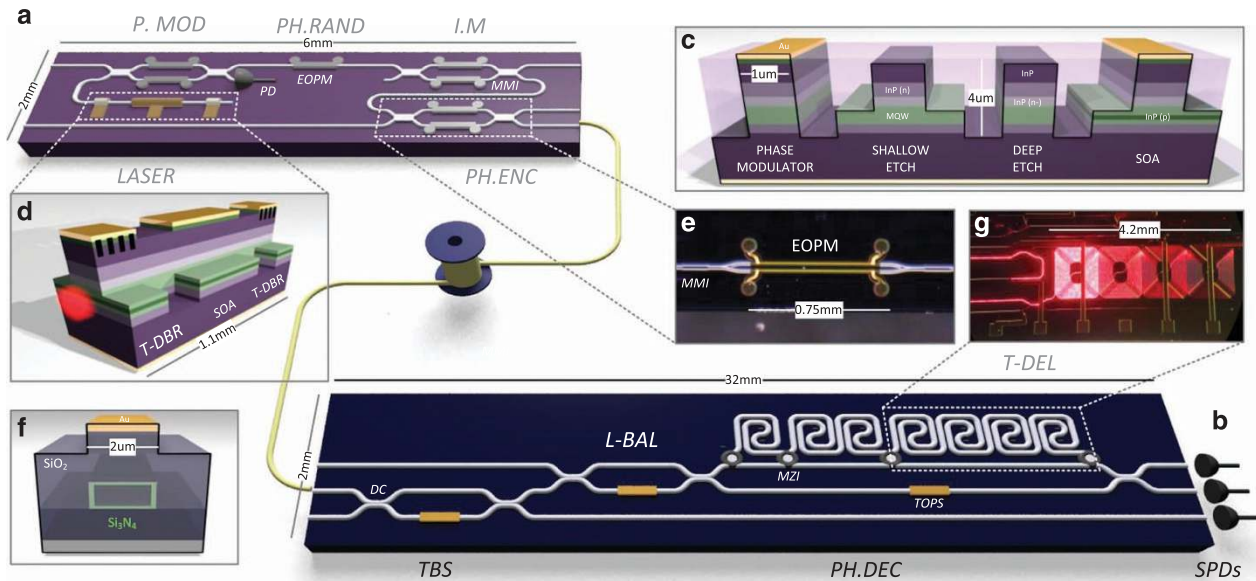 a
P. MOD
PH.RAND
I.M
6mm
2mm
EOPM
PD
MMI
LASER
PH.ENC
c
Au
1um
InP
InP (n)
4um
InP (n-)
MQW
InP (p)
PHASE
MODULATOR
SHALLOW
ETCH
DEEP
ETCH
SOA
d
T-DBR
SOA
T-DBR
1.1mm
e
EOPM
MMI
0.75mm
g
4.2mm
T-DEL
f
Au
2um
SiO₂
Si₃N₄
32mm
b
2mm
L-BAL
DC
MZI
TOPS
TBS
PH.DEC
SPDs